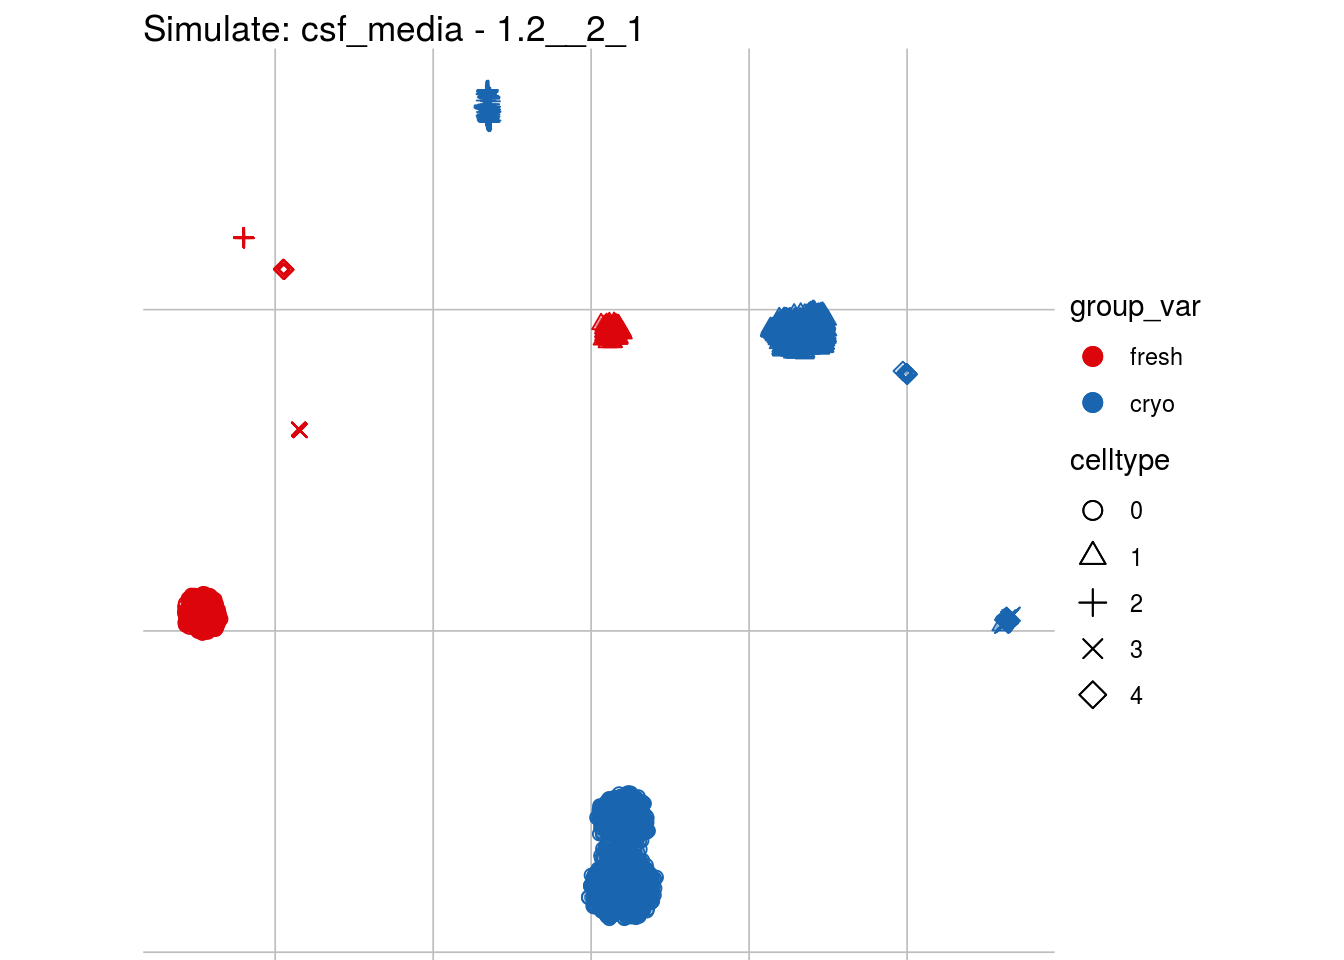 Simulate: csf_media - 1.2__2_1
group_var
fresh
cryo
celltype
0
1
2
3
4